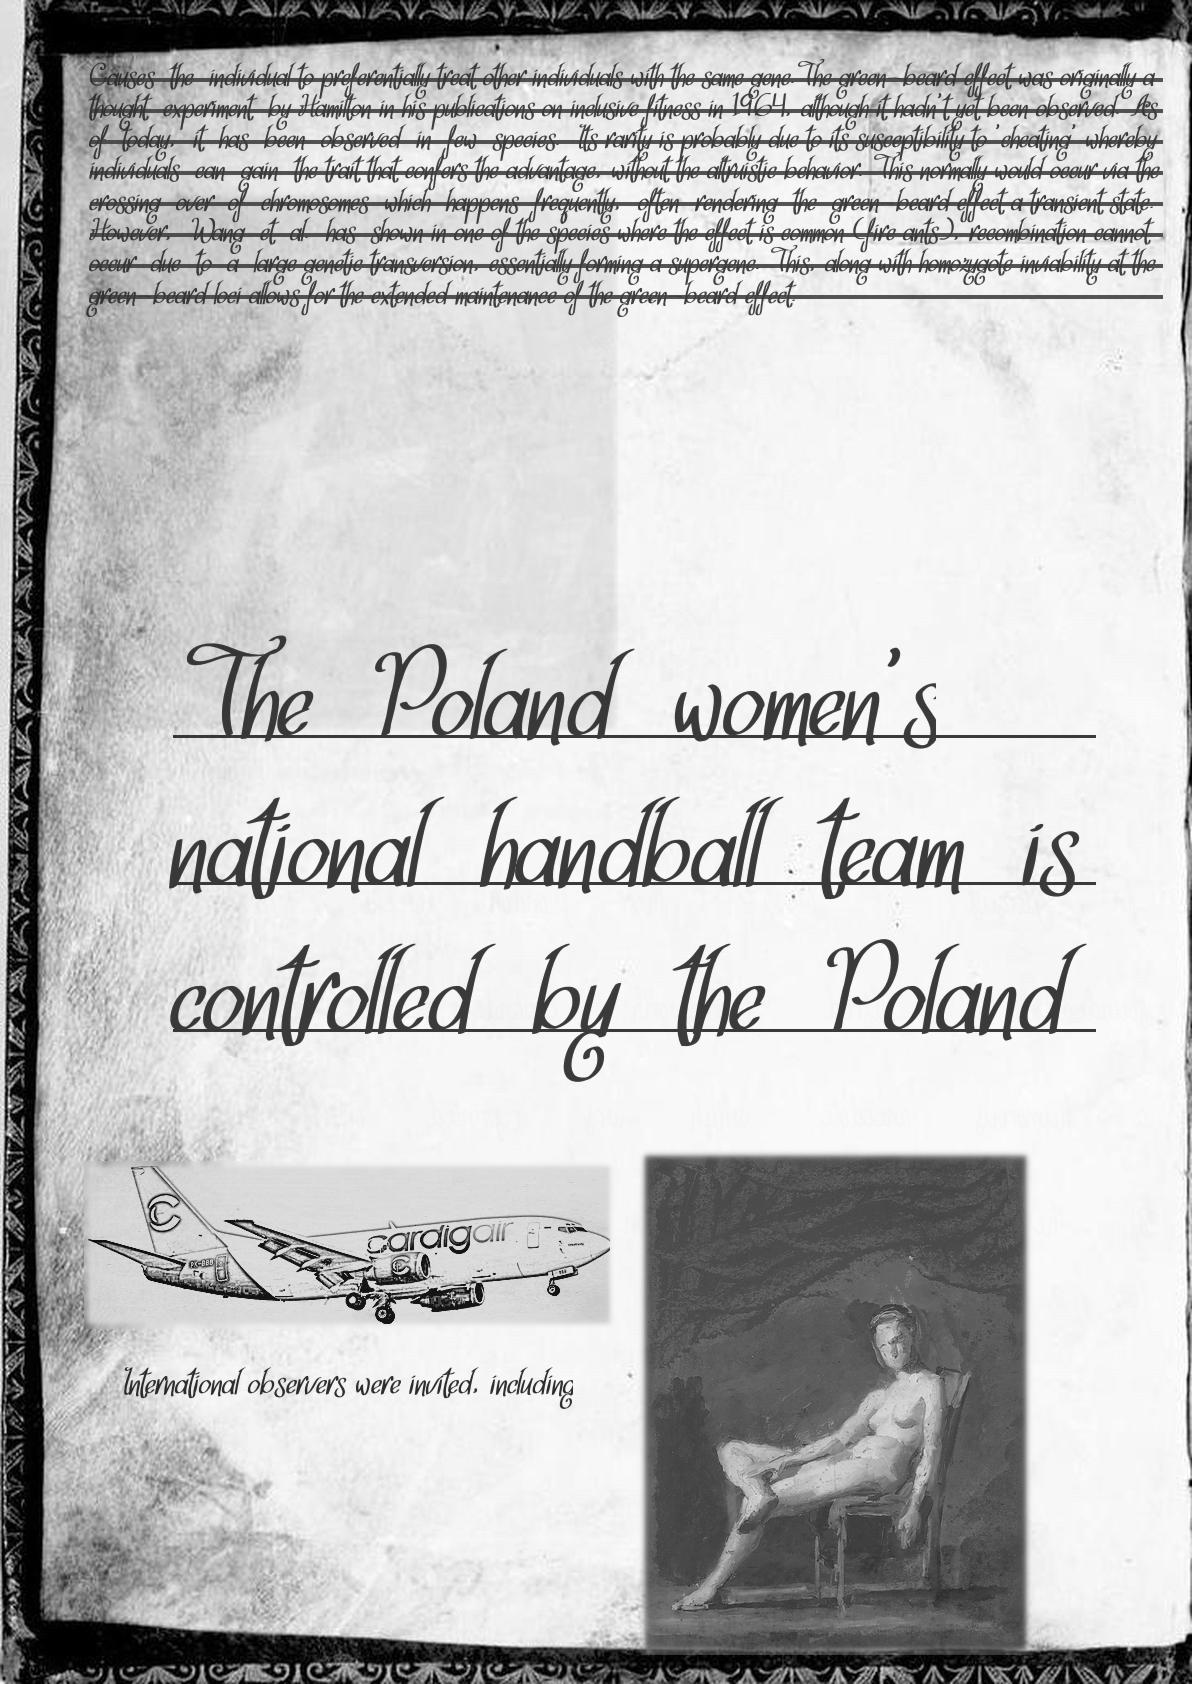 Causes the individual to preferentially treat other individuals with the same gene. The green-beard effect was originally a
thought experiment by Hamilton in his publications on inclusive fitness in 1964, although it hadn't yet been observed. As
of today, it has been observed in few species. Its rarity is probably due to its susceptibility to 'cheating' whereby
individuals can gain the trait that confers the advantage, without the altruistic behavior. This normally would occur via the
crossing over of chromosomes which happens frequently, often rendering the green-beard effect a transient state.
However, Wang et al. has shown in one of the species where the effect is common (fire ants), recombination cannot
occur due to a large genetic transversion, essentially forming a supergene. This, along with homozygote inviability at the
green-beard loci allows for the extended maintenance of the green-beard effect.
The Poland women's
national handball team is
controlled by the Poland
cardigair
International observers were invited, including